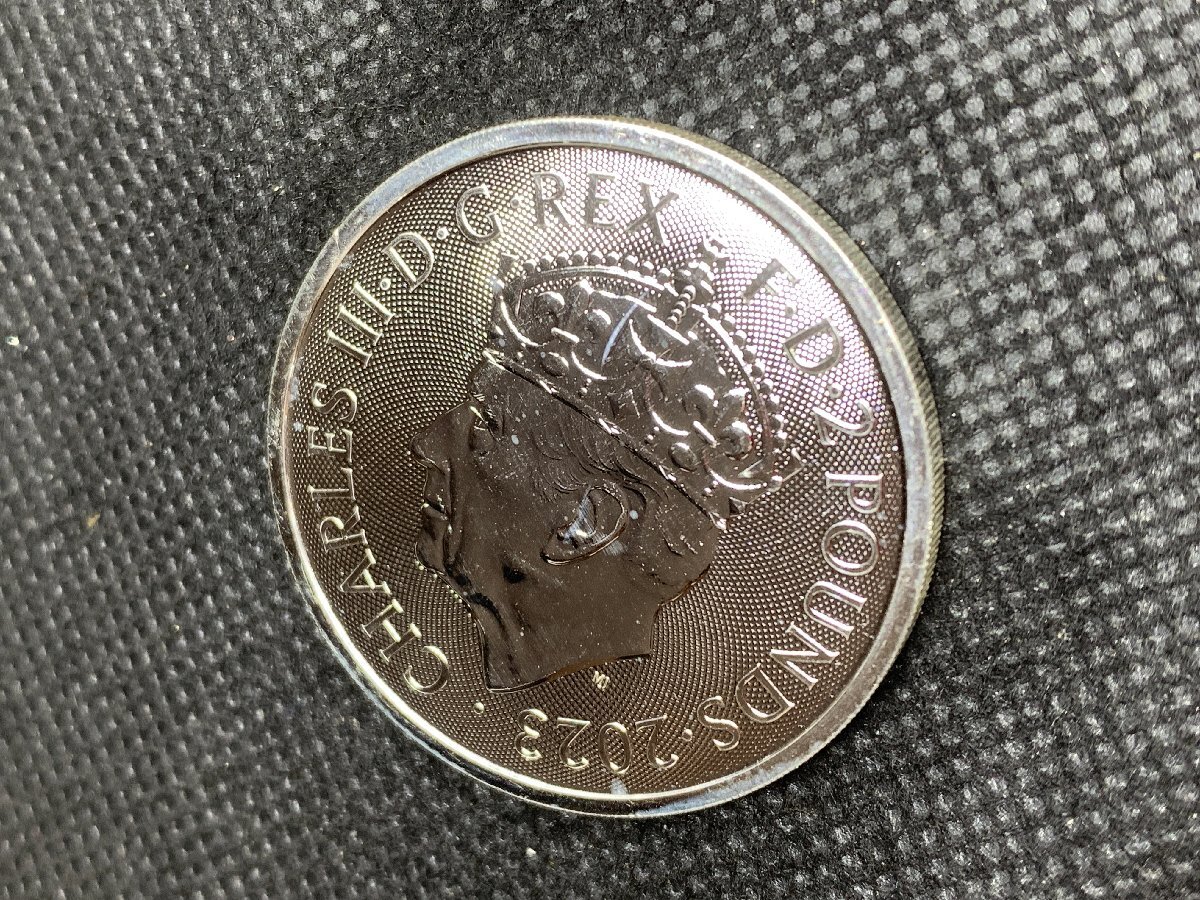 · CHARLES III · D · G · REX · F · D · 2 POUNDS · 2023